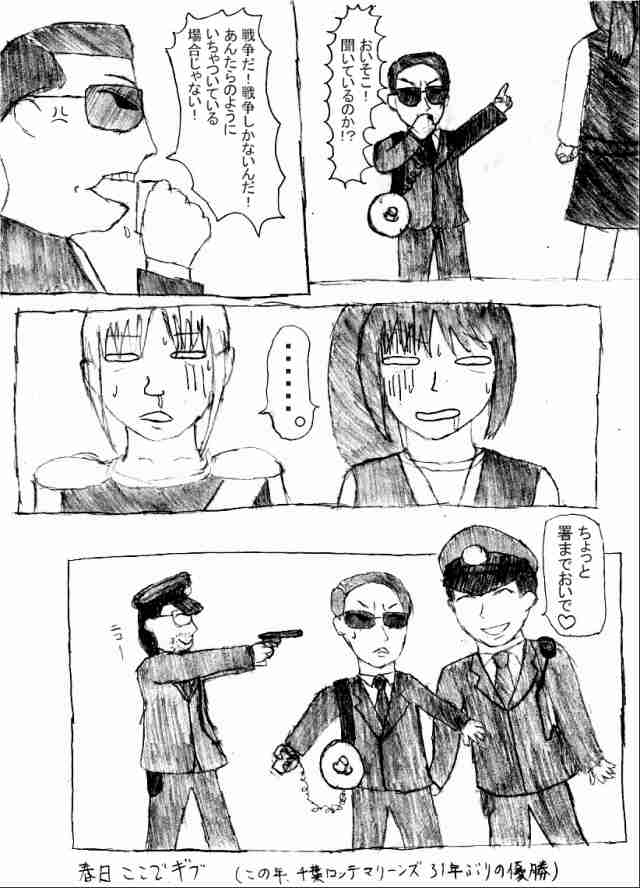 おいそこ!
聞いているのか!?
戦争だ!戦争しかないんだ!
あんたらのように
いちゃついている
場合じゃない!
・・・・・・。
ちょっと
署までおいで♡
ニコー
春日ここでギブ (この年、千葉ロッテマリーンズ 31年ぶりの優勝)